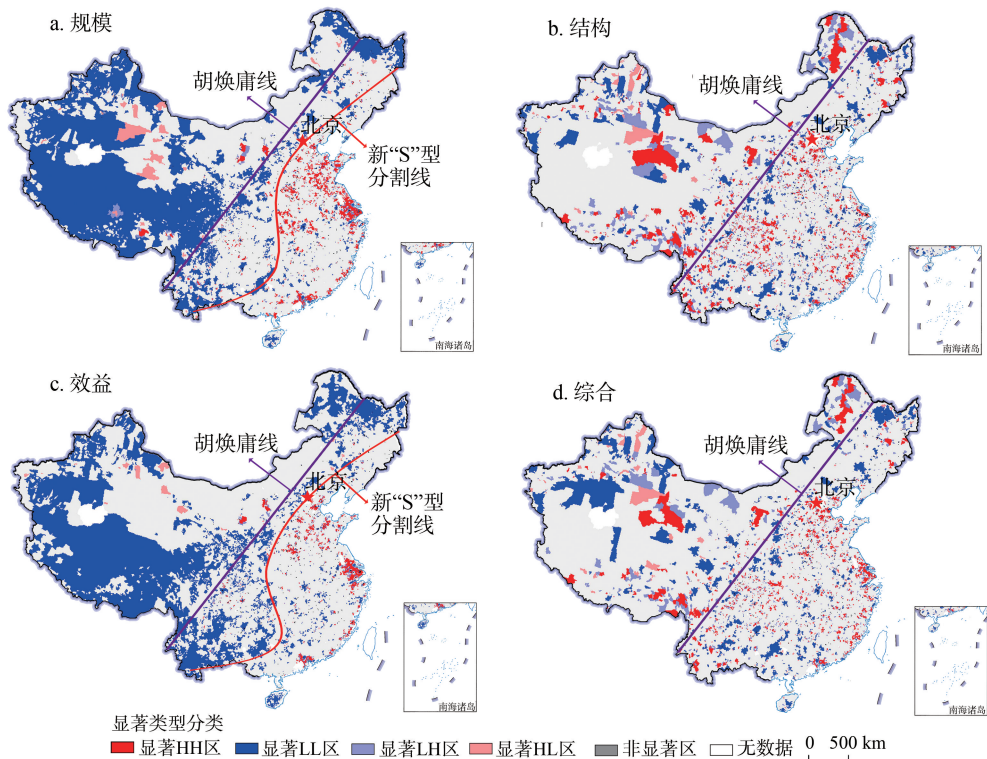 a. 规模
胡焕庸线
北京
新“S”型
分割线
南海诸岛
b. 结构
胡焕庸线
北京
南海诸岛
c. 效益
胡焕庸线
北京
新“S”型
分割线
南海诸岛
d. 综合
胡焕庸线
北京
南海诸岛
显著类型分类
显著HH区 显著LL区 显著LH区 显著HL区 非显著区 无数据 0 500 km